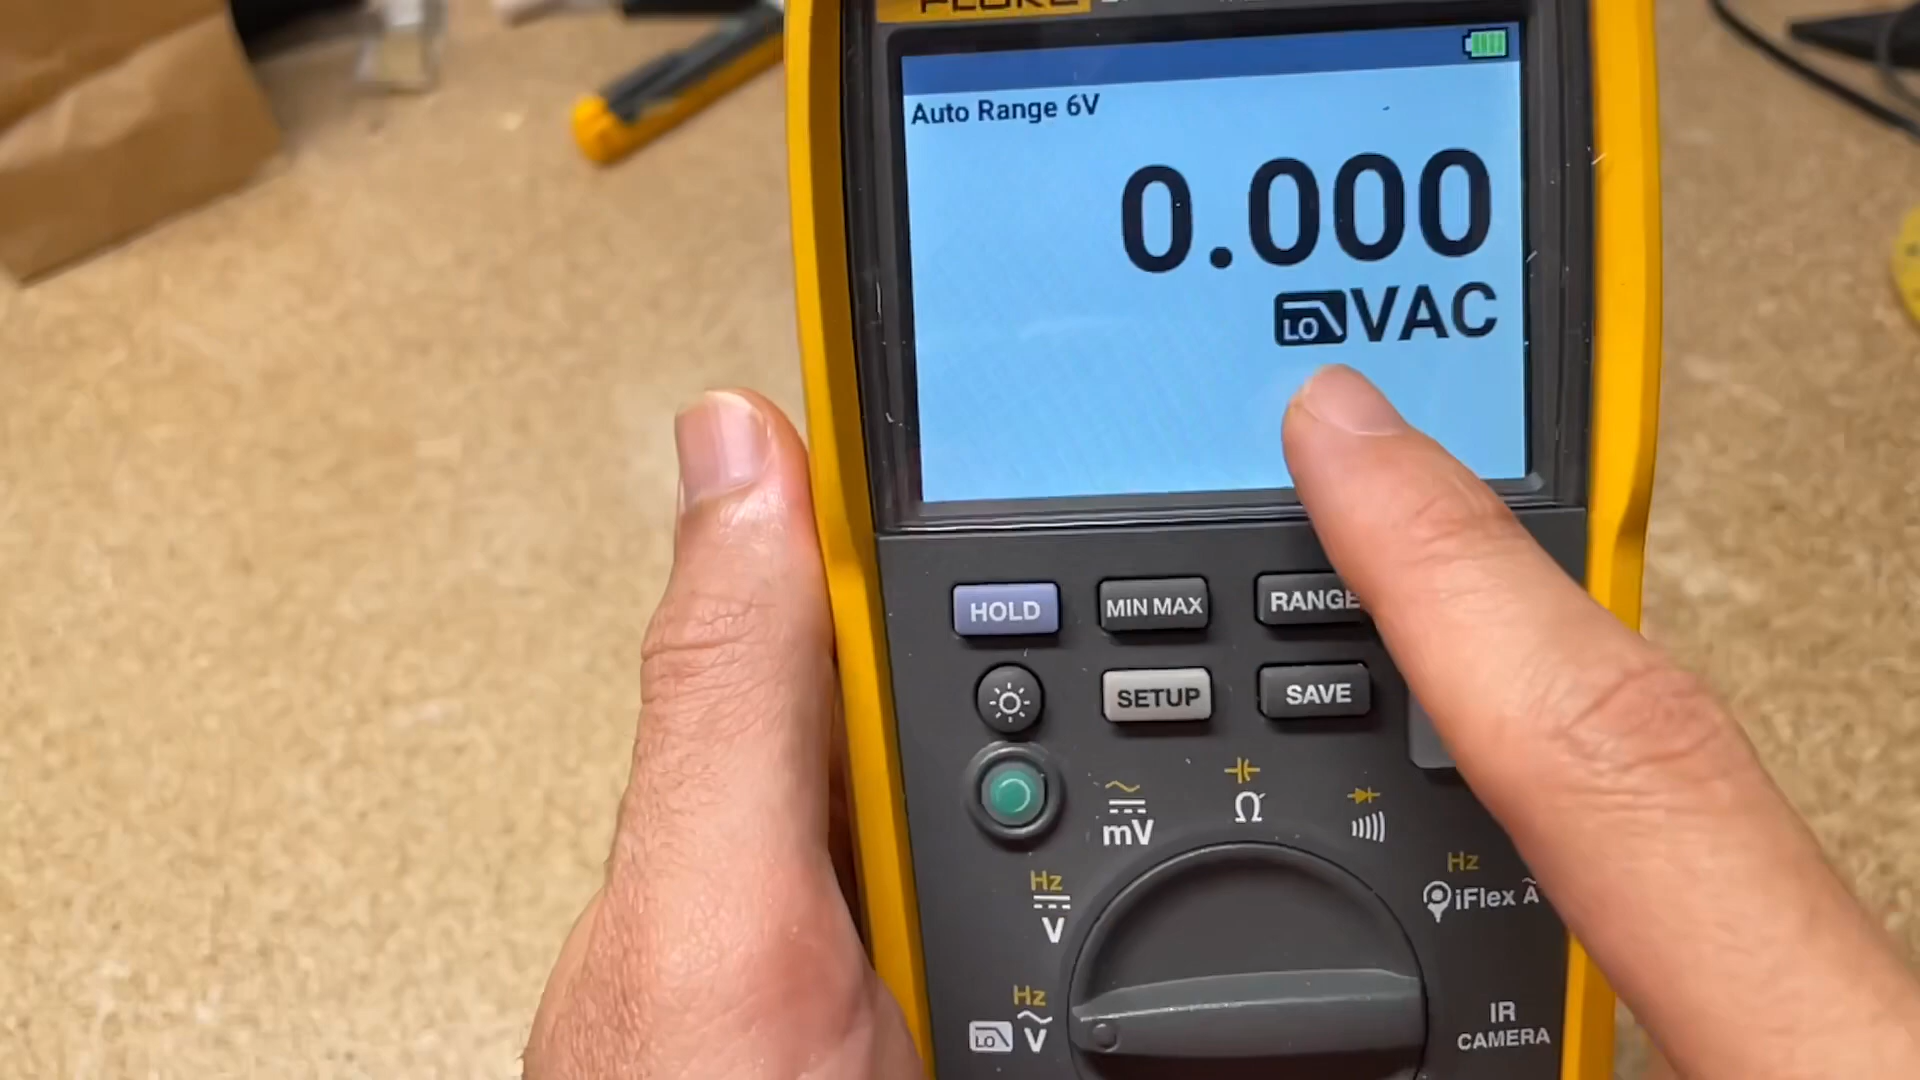 FLUKE
Auto Range 6V
0.000
LO VAC
HOLD
MIN MAX
RANGE
SETUP
SAVE
mV
Ω
Hz
V
Hz
iFlex A
Hz
LO V
IR
CAMERA